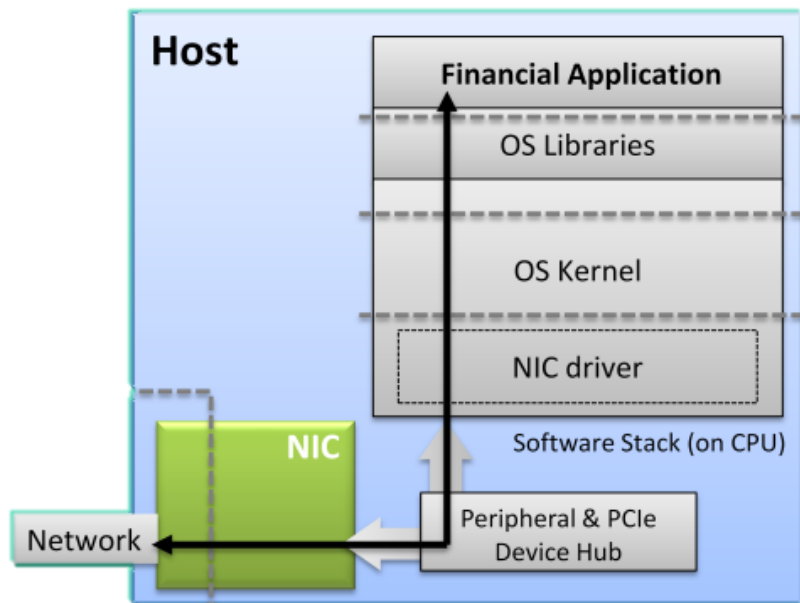 Host
Financial Application
OS Libraries
OS Kernel
NIC driver
Software Stack (on CPU)
NIC
Peripheral & PCIe
Device Hub
Network